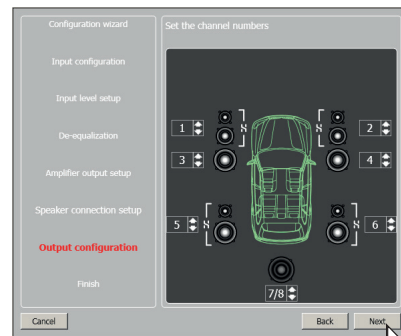 Configuration wizard
Input configuration
Input level setup
De-equalization
Amplifier output setup
Speaker connection setup
Output configuration
Finish
Set the channel numbers
1
2
3
4
5
6
7/8
Cancel
Back
Next